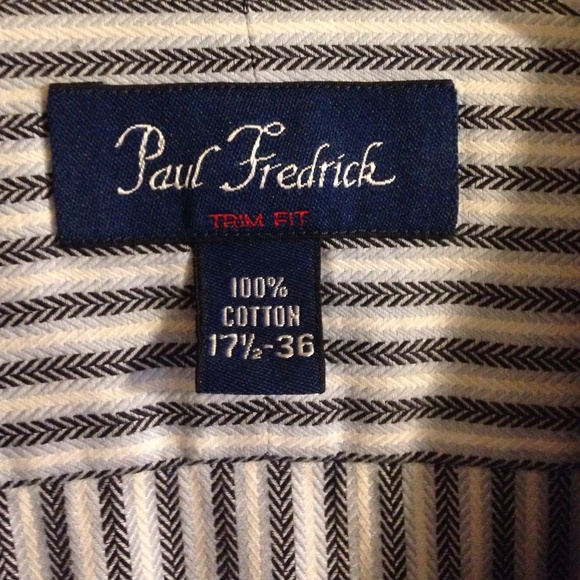 Paul Fredrick
TRIM FIT
100%
COTTON
17½-36